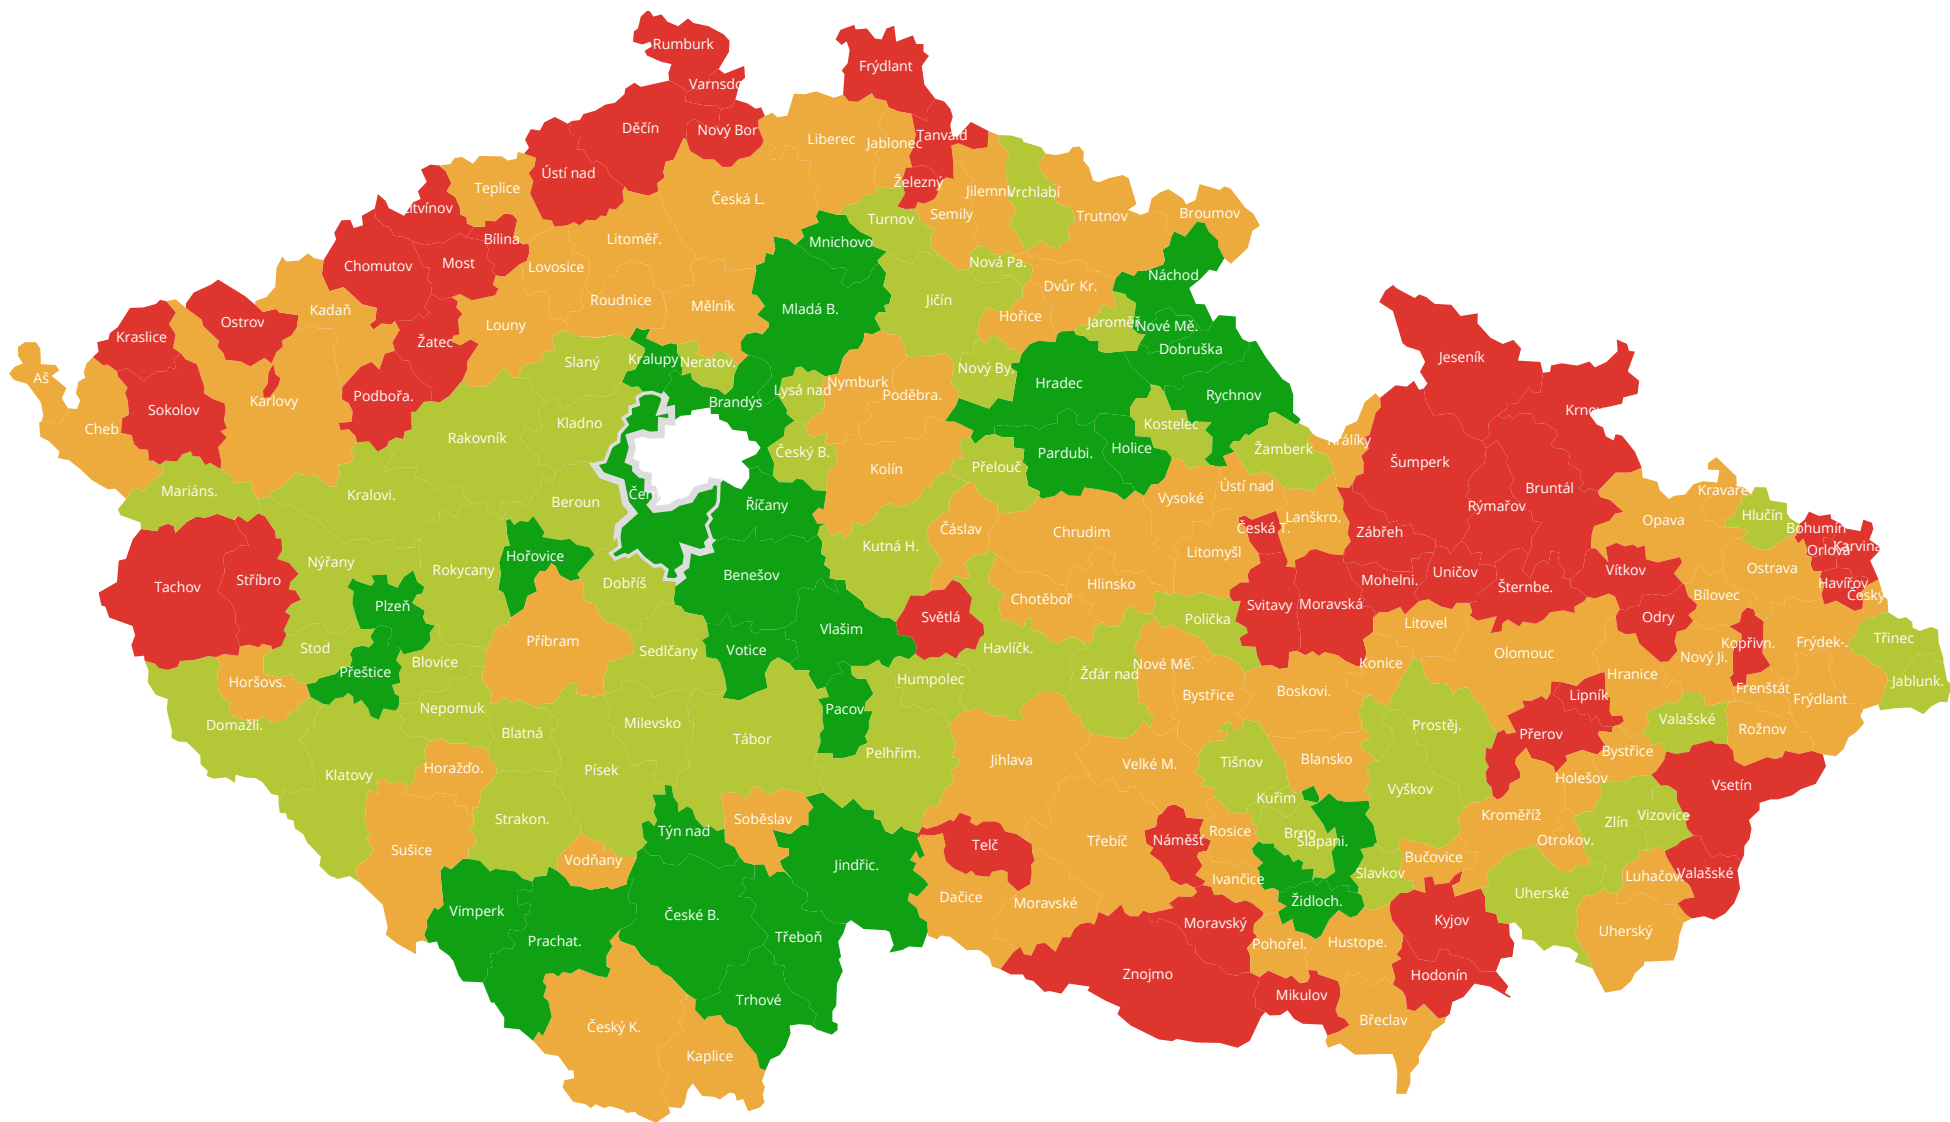 Rumburk
Frýdlant
Varnsdo
Děčín
Nový Bor
Tanvald
Liberec
Jablonec
Ústí nad
Železný
Teplice
Jilemni
Vrchlabí
Česká L.
itvínov
Semily
Broumov
Trutnov
Turnov
Bílina
Litoměř.
Mnichovo
Most
Chomutov
Lovosice
Nová Pa.
Náchod
Dvůr Kr.
Roudnice
Jičín
Mělník
Mladá B.
Kadaň
Hořice
Ostrov
Louny
Jaroměř
Nové Mě.
Kraslice
Žatec
Dobruška
Jeseník
Kralupy
Slaný
Neratov.
Nový By.
Aš
Nymburk
Hradec
Lysá nad
Poděbra.
Rychnov
Podbořa.
Karlovy
Brandýs
Sokolov
Krno
Kladno
Kostelec
Cheb
Rakovník
Králíky
Holice
Žamberk
Český B.
Pardubi.
Šumperk
Přelouč
Kolín
Ústí nad
Bruntál
Mariáns.
Kravaře
Kralovi.
Čern
Vysoké
Beroun
Říčany
Rýmařov
Hlučín
Lanškro.
Opava
Česká T.
Bohumín
Čáslav
Chrudim
Zábřeh
Kutná H.
Karvina
Orlová
Litomyšl
Hořovice
Nýřany
Ostrava
Rokycany
Vítkov
Uničov
Benešov
Stříbro
Mohelni.
Dobříš
Havířov
Hlinsko
Tachov
Šternbe.
Český
Bílovec
Chotěboř
Plzeň
Svitavy
Moravská
Světlá
Odry
Polička
Litovel
Vlašim
Třinec
Příbram
Frýdek-.
Kopřivn.
Stod
Havlíčk.
Votice
Sedlčany
Olomouc
Nový Ji.
Blovice
Konice
Nové Mě.
Přeštice
Žďár nad
Hranice
Humpolec
Jablunk.
Horšovs.
Frenštát
Boskovi.
Bystřice
Lipník
Frýdlant
Nepomuk
Pacov
Valašské
Milevsko
Domažli.
Prostěj.
Rožnov
Blatná
Přerov
Tábor
Pelhřim.
Bystřice
Jihlava
Blansko
Tišnov
Velké M.
Horažďo.
Písek
Klatovy
Holešov
Vsetín
Vyškov
Kuřim
Kroměříž
Vizovice
Strakon.
Soběslav
Zlín
Týn nad
Rosice
Brno
Šlapani.
Náměšť
Třebíč
Otrokov.
Telč
Sušice
Bučovice
Vodňany
Jindřic.
Slavkov
Valašské
Luhačov.
Ivančice
Uherské
Dačice
Židloch.
Moravské
Vimperk
České B.
Kyjov
Moravský
Uherský
Třeboň
Prachat.
Hustope.
Pohořel.
Znojmo
Hodonín
Mikulov
Trhové
Břeclav
Český K.
Kaplice